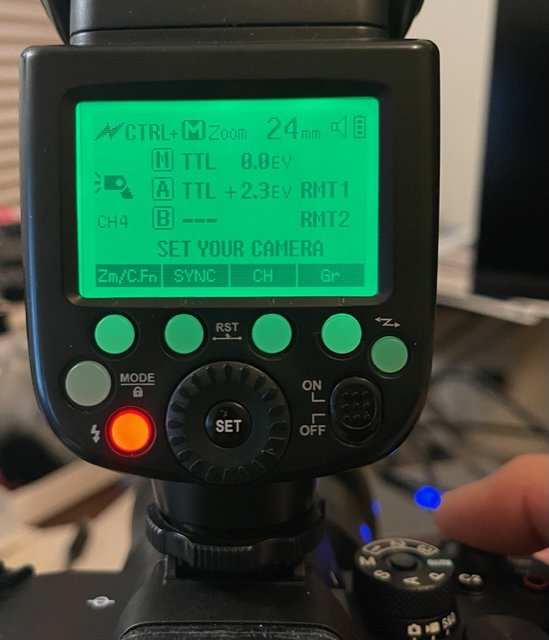 CTRL+M Zoom 24mm
M TTL 0.0EV
A TTL +2.3EV RMT1
CH4 B --- RMT2
SET YOUR CAMERA
Zm/C.Fn SYNC CH Gr
RST
MODE
ON
SET
OFF
M
S A P C3